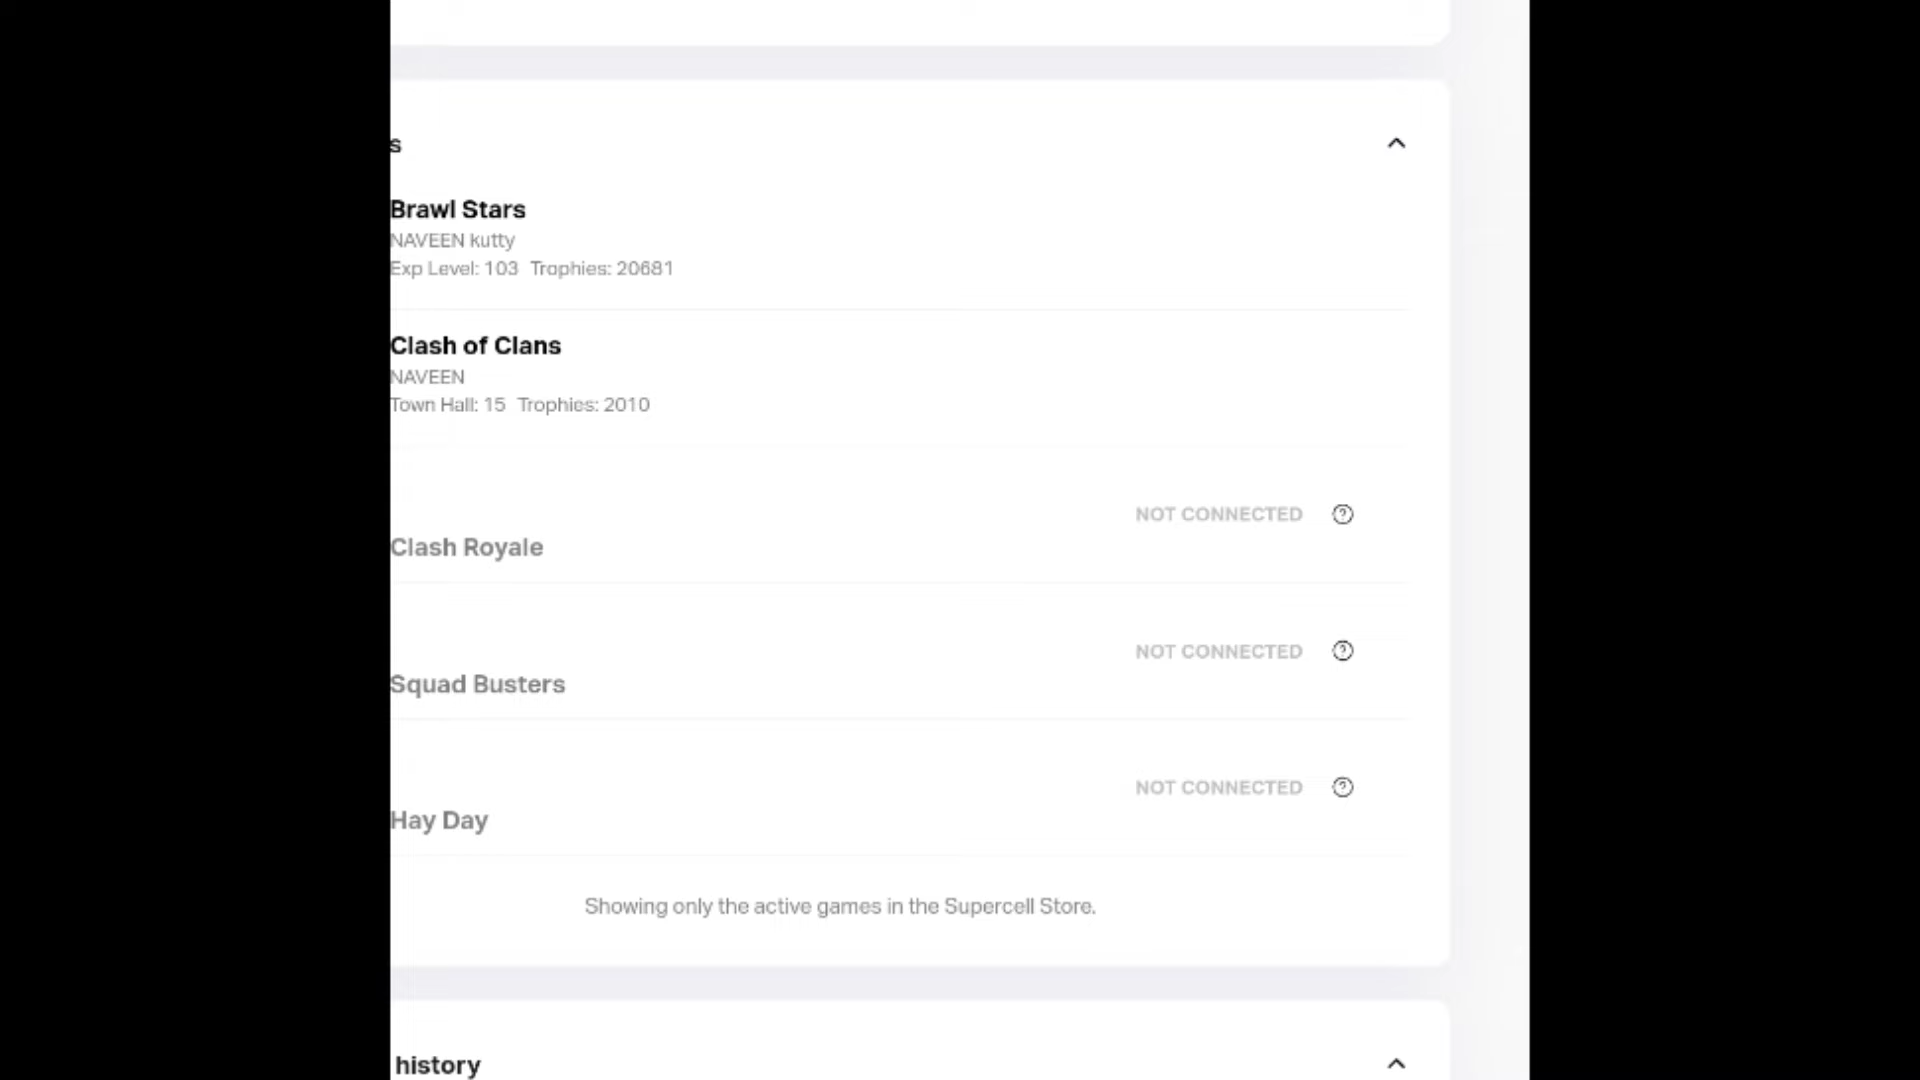 s
Brawl Stars
NAVEEN kutty
Exp Level: 103 Trophies: 20681
Clash of Clans
NAVEEN
Town Hall: 15 Trophies: 2010
NOT CONNECTED
Clash Royale
NOT CONNECTED
Squad Busters
NOT CONNECTED
Hay Day
Showing only the active games in the Supercell Store.
history